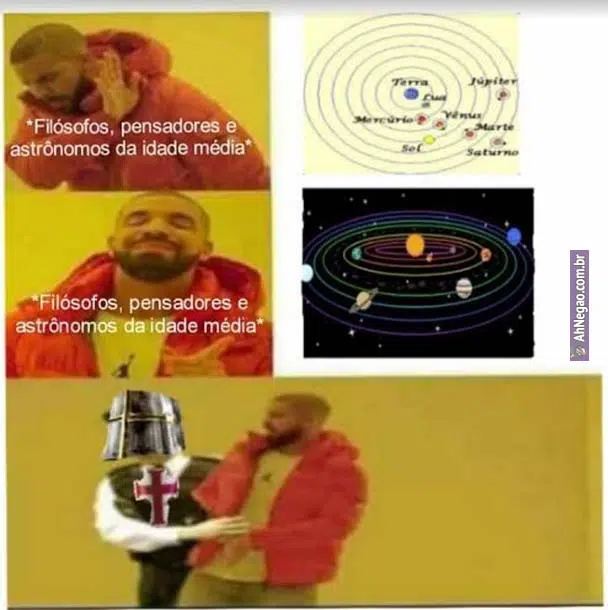 *Filósofos, pensadores e
astrônomos da idade média*
Terra
Lua
Júpiter
Mercúrio
Vênus
Marte
Sol
Saturno
*Filósofos, pensadores e
astrônomos da idade média*
AhNegao.com.br